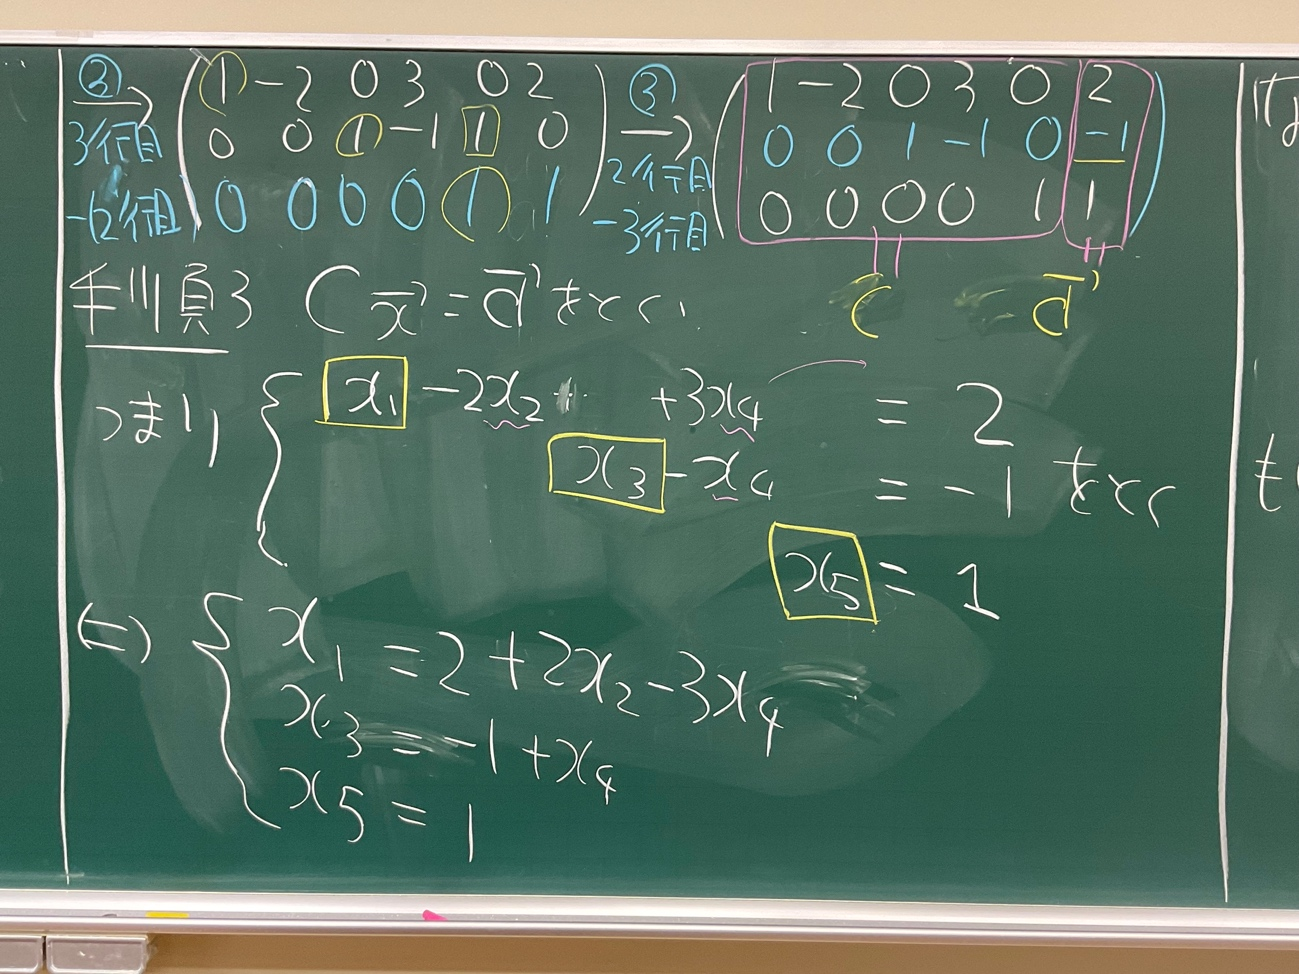 ② → ( 1 -2 0 3 0 2 ) ③ → ( 1 -2 0 3 0 2 )
3行目 ( 0 0 1 -1 1 0 ) 2行目 ( 0 0 1 -1 0 -1 )
-(2行目) ( 0 0 0 0 1 1 ) -3行目 ( 0 0 0 0 1 1 )
C d⃗'
手順3 C x⃗ = d⃗' をとく.
つまり { x₁ - 2x₂ + 3x₄ = 2
x₃ - x₄ = -1 をとく
x₅ = 1
⇔ { x₁ = 2 + 2x₂ - 3x₄
x₃ = -1 + x₄
x₅ = 1